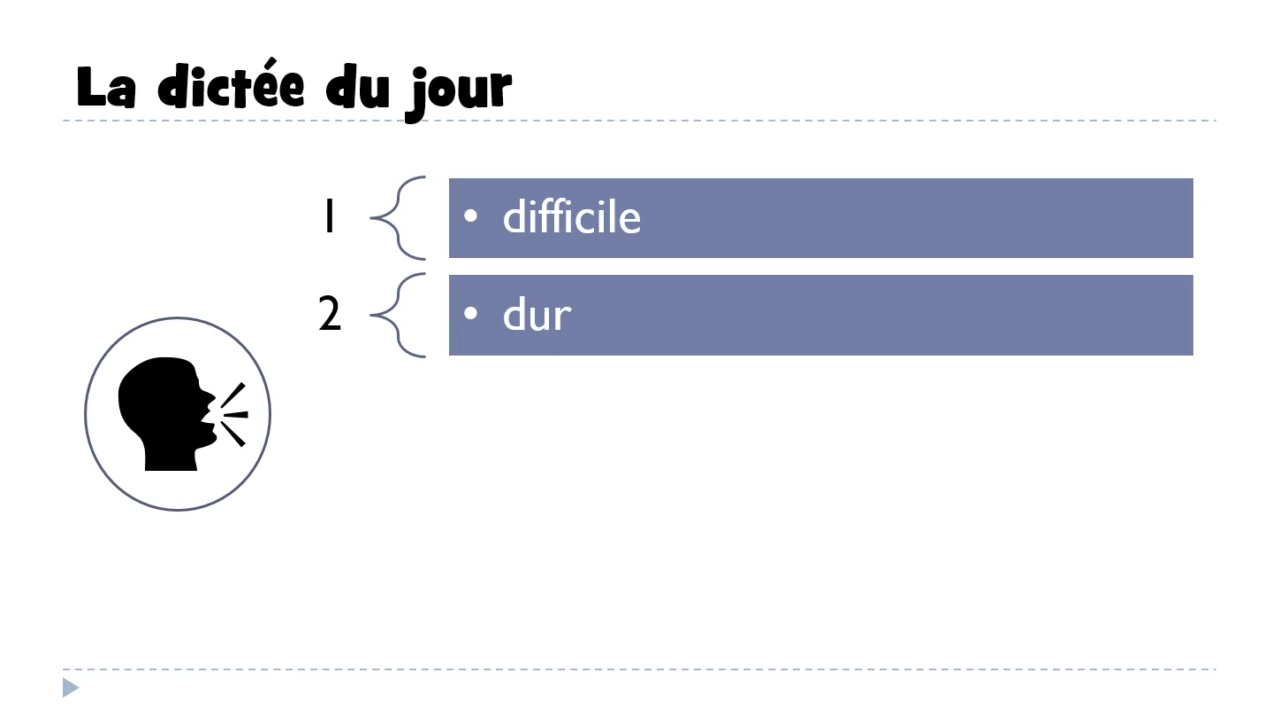 La dictée du jour
1
• difficile
2
• dur